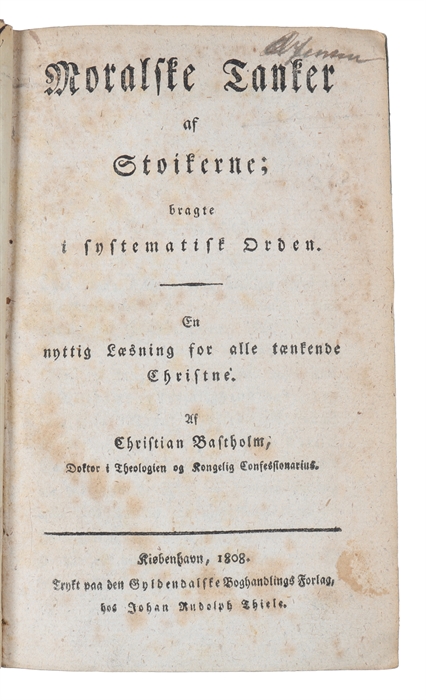 Moralske Tanker
af
Stoikerne;
bragte
i systematisk Orden.
En
nyttig Læsning for alle tænkende
Christne.
Af
Christian Bastholm,
Doktor i Theologien og Kongelig Confessionarius.
Kiøbenhavn, 1808.
Trykt paa den Gyldendalske Boghandlings Forlag,
hos Johan Rudolph Thiele.